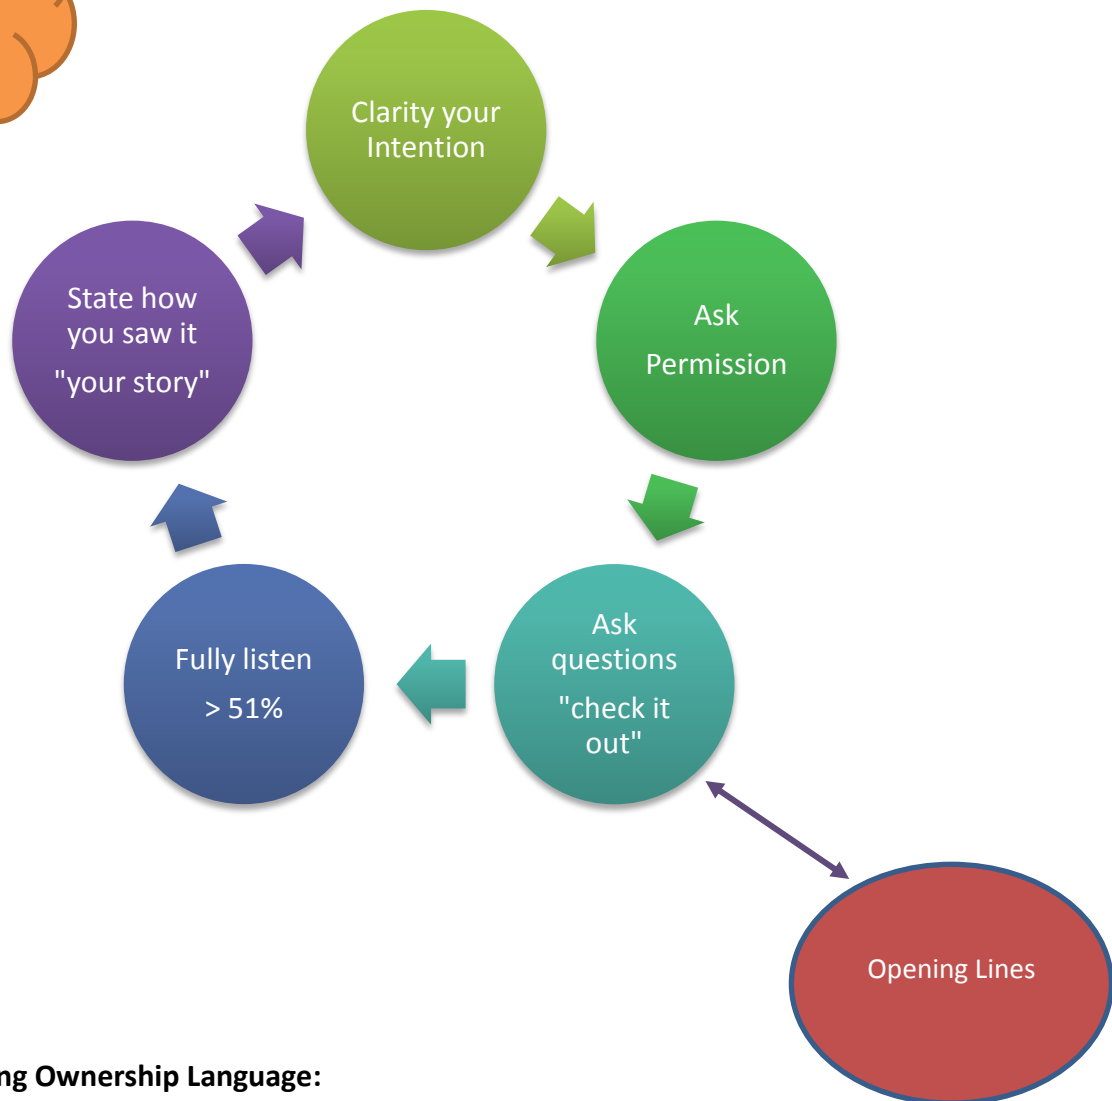 Clarity your
Intention
Ask
Permission
Ask
questions
"check it
out"
Fully listen
> 51%
State how
you saw it
"your story"
Opening Lines
ng Ownership Language: